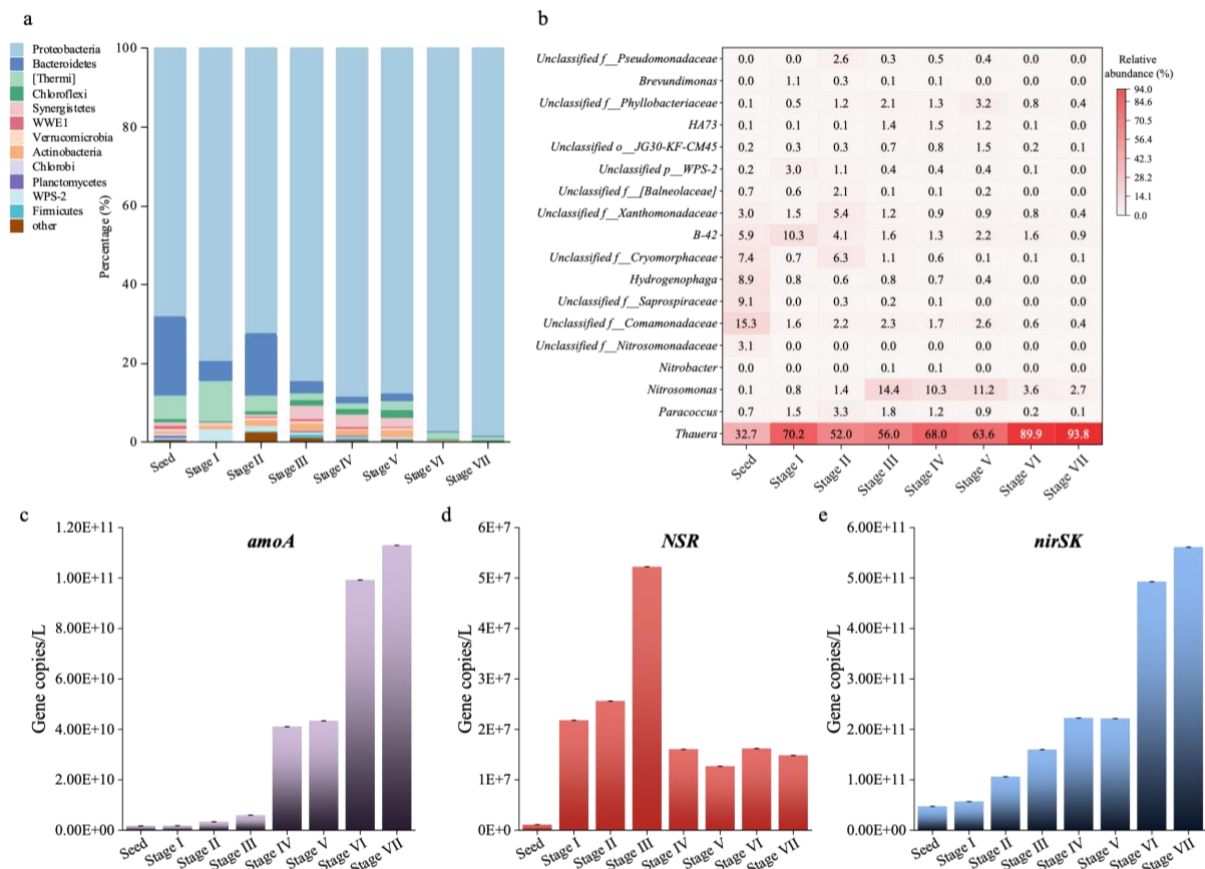 a
Proteobacteria
Bacteroidetes
[Thermi]
Chloroflexi
Synergistetes
WWE1
Verrucomicrobia
Actinobacteria
Chlorobi
Planctomycetes
WPS-2
Firmicutes
other
Percentage (%)
100
80
60
40
20
0
Seed
Stage I
Stage II
Stage III
Stage IV
Stage V
Stage VI
Stage VII
b
Unclassified f__Pseudomonadaceae 0.0 0.0 2.6 0.3 0.5 0.4 0.0 0.0
Brevundimonas 0.0 1.1 0.3 0.1 0.1 0.0 0.0 0.0
Unclassified f__Phyllobacteriaceae 0.1 0.5 1.2 2.1 1.3 3.2 0.8 0.4
HA73 0.1 0.1 0.1 1.4 1.5 1.2 0.1 0.0
Unclassified o__JG30-KF-CM45 0.2 0.3 0.3 0.7 0.8 1.5 0.2 0.1
Unclassified p__WPS-2 0.2 3.0 1.1 0.4 0.4 0.4 0.1 0.0
Unclassified f__[Balneolaceae] 0.7 0.6 2.1 0.1 0.1 0.2 0.0 0.0
Unclassified f__Xanthomonadaceae 3.0 1.5 5.4 1.2 0.9 0.9 0.8 0.4
B-42 5.9 10.3 4.1 1.6 1.3 2.2 1.6 0.9
Unclassified f__Cryomorphaceae 7.4 0.7 6.3 1.1 0.6 0.1 0.1 0.1
Hydrogenophaga 8.9 0.8 0.6 0.8 0.7 0.4 0.0 0.0
Unclassified f__Saprospiraceae 9.1 0.0 0.3 0.2 0.1 0.0 0.0 0.0
Unclassified f__Comamonadaceae 15.3 1.6 2.2 2.3 1.7 2.6 0.6 0.4
Unclassified f__Nitrosomonadaceae 3.1 0.0 0.0 0.0 0.0 0.0 0.0 0.0
Nitrobacter 0.0 0.0 0.0 0.1 0.1 0.0 0.0 0.0
Nitrosomonas 0.1 0.8 1.4 14.4 10.3 11.2 3.6 2.7
Paracoccus 0.7 1.5 3.3 1.8 1.2 0.9 0.2 0.1
Thauera 32.7 70.2 52.0 56.0 68.0 63.6 89.9 93.8
Seed
Stage I
Stage II
Stage III
Stage IV
Stage V
Stage VI
Stage VII
Relative
abundance (%)
94.0
84.6
70.5
56.4
42.3
28.2
14.1
0.0
c
amoA
Gene copies/L
1.20E+11
1.00E+11
8.00E+10
6.00E+10
4.00E+10
2.00E+10
0.00E+00
Seed
Stage I
Stage II
Stage III
Stage IV
Stage V
Stage VI
Stage VII
d
NSR
Gene copies/L
6E+7
5E+7
4E+7
3E+7
2E+7
1E+7
0E+0
Seed
Stage I
Stage II
Stage III
Stage IV
Stage V
Stage VI
Stage VII
e
nirSK
Gene copies/L
6.00E+11
5.00E+11
4.00E+11
3.00E+11
2.00E+11
1.00E+11
0.00E+00
Seed
Stage I
Stage II
Stage III
Stage IV
Stage V
Stage VI
Stage VII